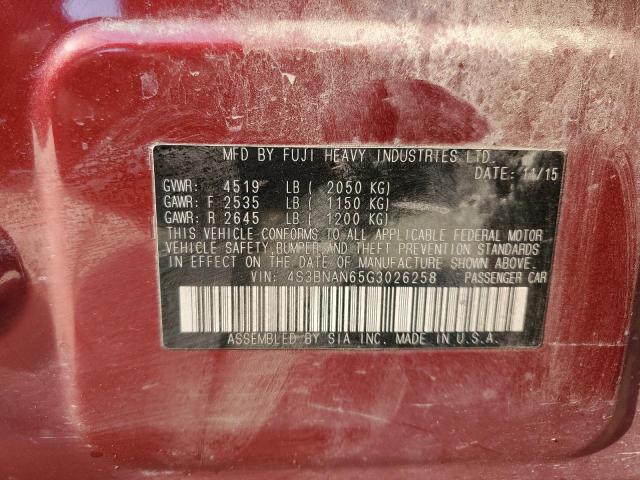 MFD BY FUJI HEAVY INDUSTRIES LTD.
DATE: 11/15
GVWR: 4519 LB ( 2050 KG)
GAWR: F 2535 LB ( 1150 KG)
GAWR: R 2645 LB ( 1200 KG)
THIS VEHICLE CONFORMS TO ALL APPLICABLE FEDERAL MOTOR
VEHICLE SAFETY, BUMPER, AND THEFT PREVENTION STANDARDS
IN EFFECT ON THE DATE OF MANUFACTURE SHOWN ABOVE.
VIN: 4S3BNAN65G3026258 PASSENGER CAR
ASSEMBLED BY SIA INC. MADE IN U.S.A.